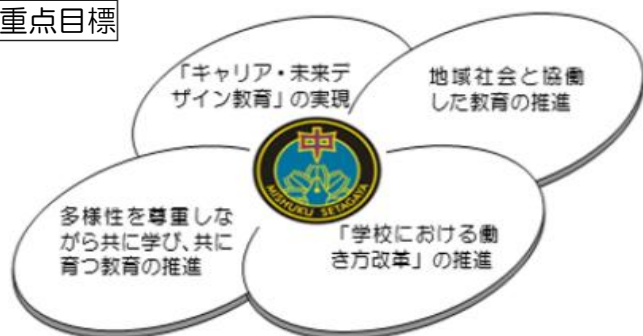 重点目標
「キャリア・未来デ
ザイン教育」の実現
地域社会と協働
した教育の推進
中
MISHUKU SETAGAYA
多様性を尊重しな
がら共に学び、共に
育つ教育の推進
「学校における働
き方改革」の推進